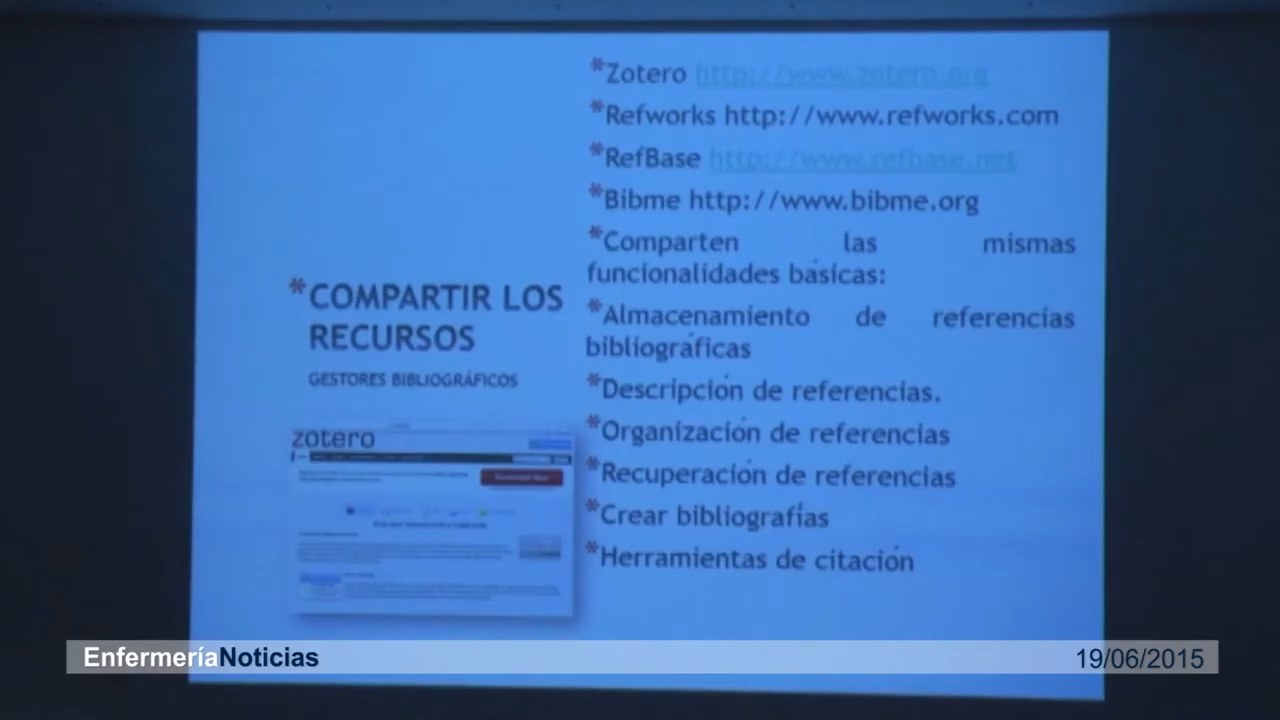 *Zotero http://www.zotero.org
*Refworks http://www.refworks.com
*RefBase http://www.refbase.net
*Bibme http://www.bibme.org
*Comparten las mismas
funcionalidades básicas:
*Almacenamiento de referencias
bibliográficas
*Descripción de referencias.
*Organización de referencias
*Recuperación de referencias
*Crear bibliografías
*Herramientas de citación
*COMPARTIR LOS
RECURSOS
GESTORES BIBLIOGRÁFICOS
zotero
EnfermeríaNoticias
19/06/2015